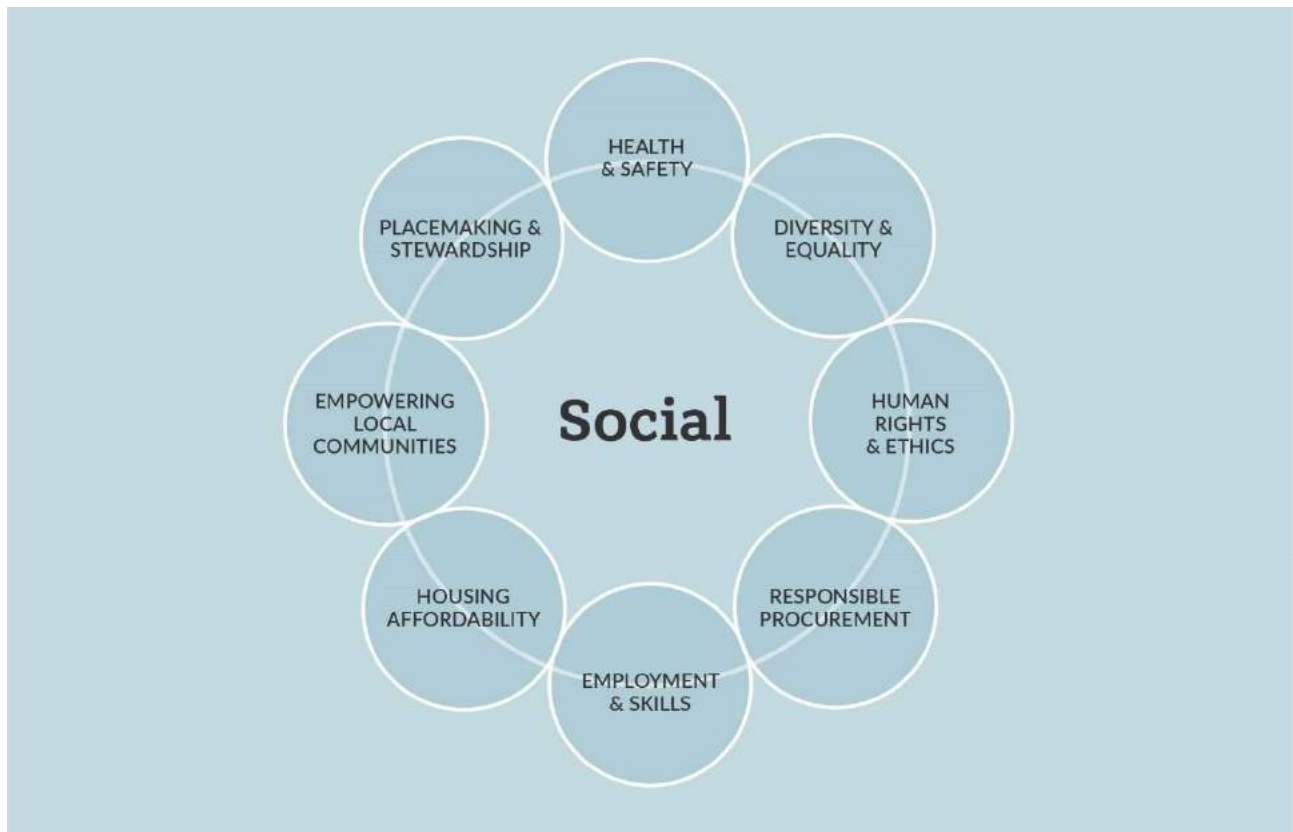 HEALTH
& SAFETY
DIVERSITY &
EQUALITY
HUMAN
RIGHTS
& ETHICS
RESPONSIBLE
PROCUREMENT
EMPLOYMENT
& SKILLS
HOUSING
AFFORDABILITY
EMPOWERING
LOCAL
COMMUNITIES
PLACEMAKING &
STEWARDSHIP
Social